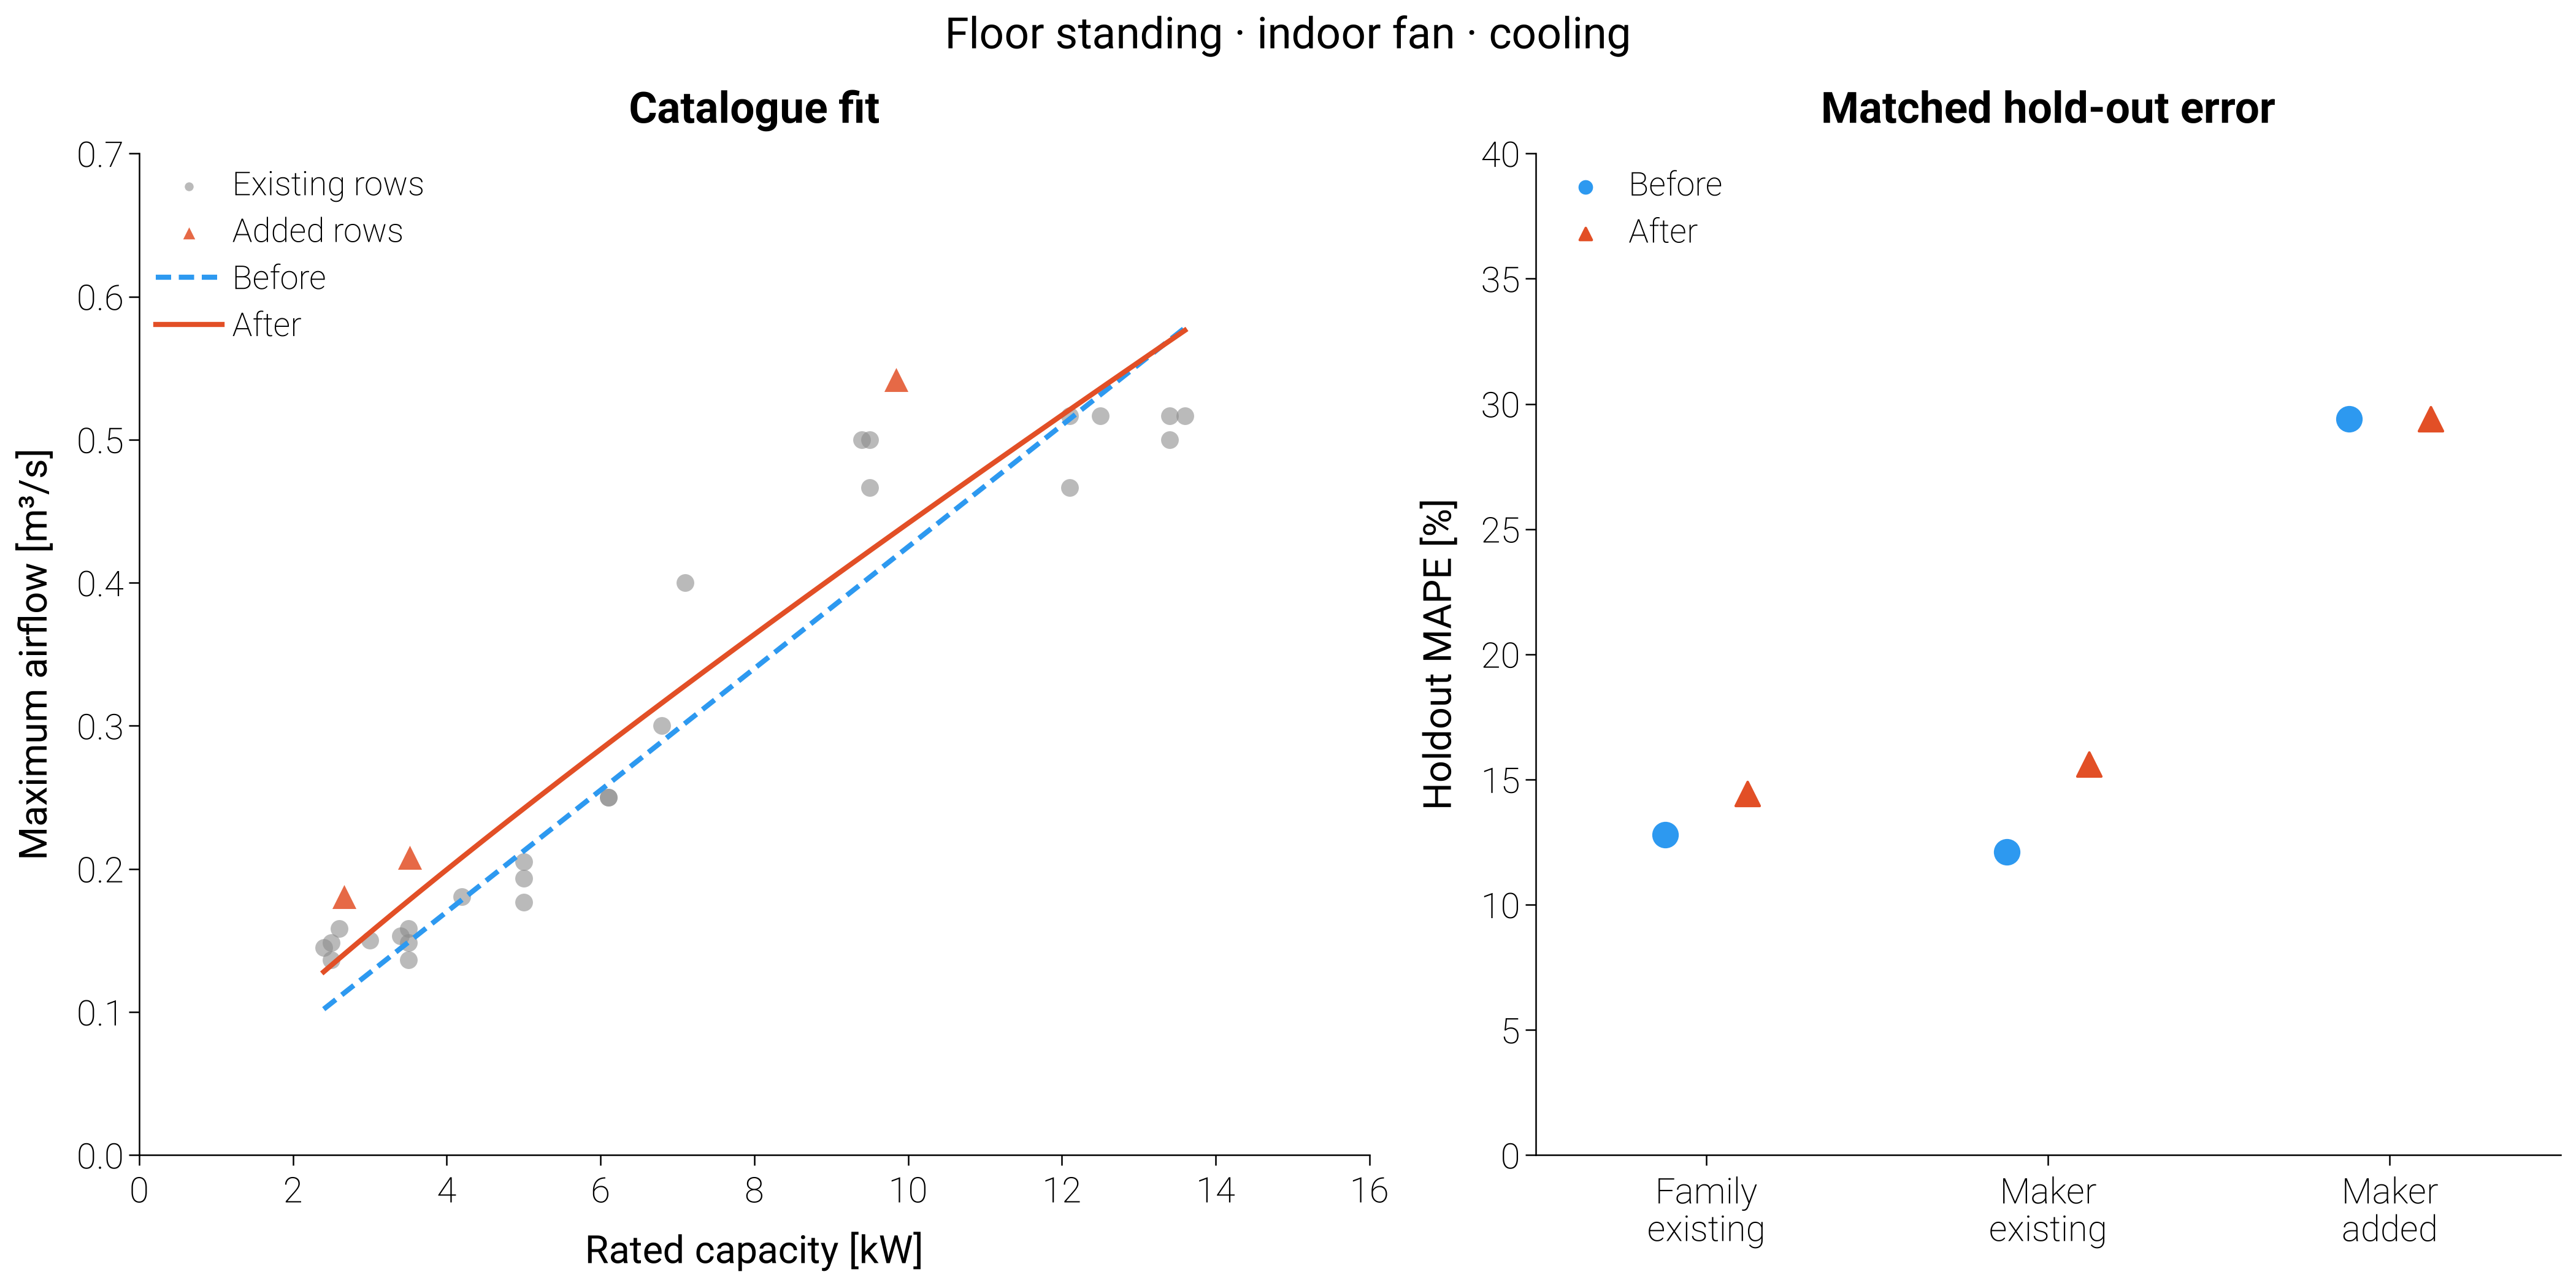 Floor standing · indoor fan · cooling
Catalogue fit
0.7
0.6
0.5
0.4
0.3
0.2
0.1
0.0
Maximum airflow [m³/s]
Existing rows
Added rows
Before
After
0 2 4 6 8 10 12 14 16
Rated capacity [kW]
Matched hold-out error
40
35
30
25
20
15
10
5
0
Holdout MAPE [%]
Before
After
Family
existing
Maker
existing
Maker
added